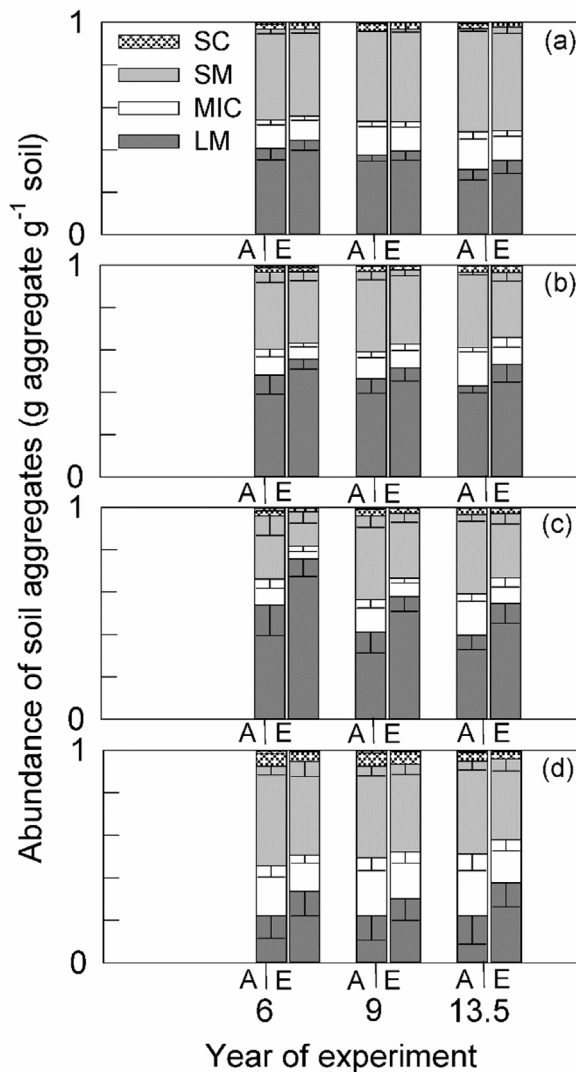 Abundance of soil aggregates (g aggregate g⁻¹ soil)
1
SC
SM
MIC
LM
(a)
0
A E A E A E
1
(b)
0
A E A E A E
1
(c)
0
A E A E A E
1
(d)
0
A E A E A E
6 9 13.5
Year of experiment